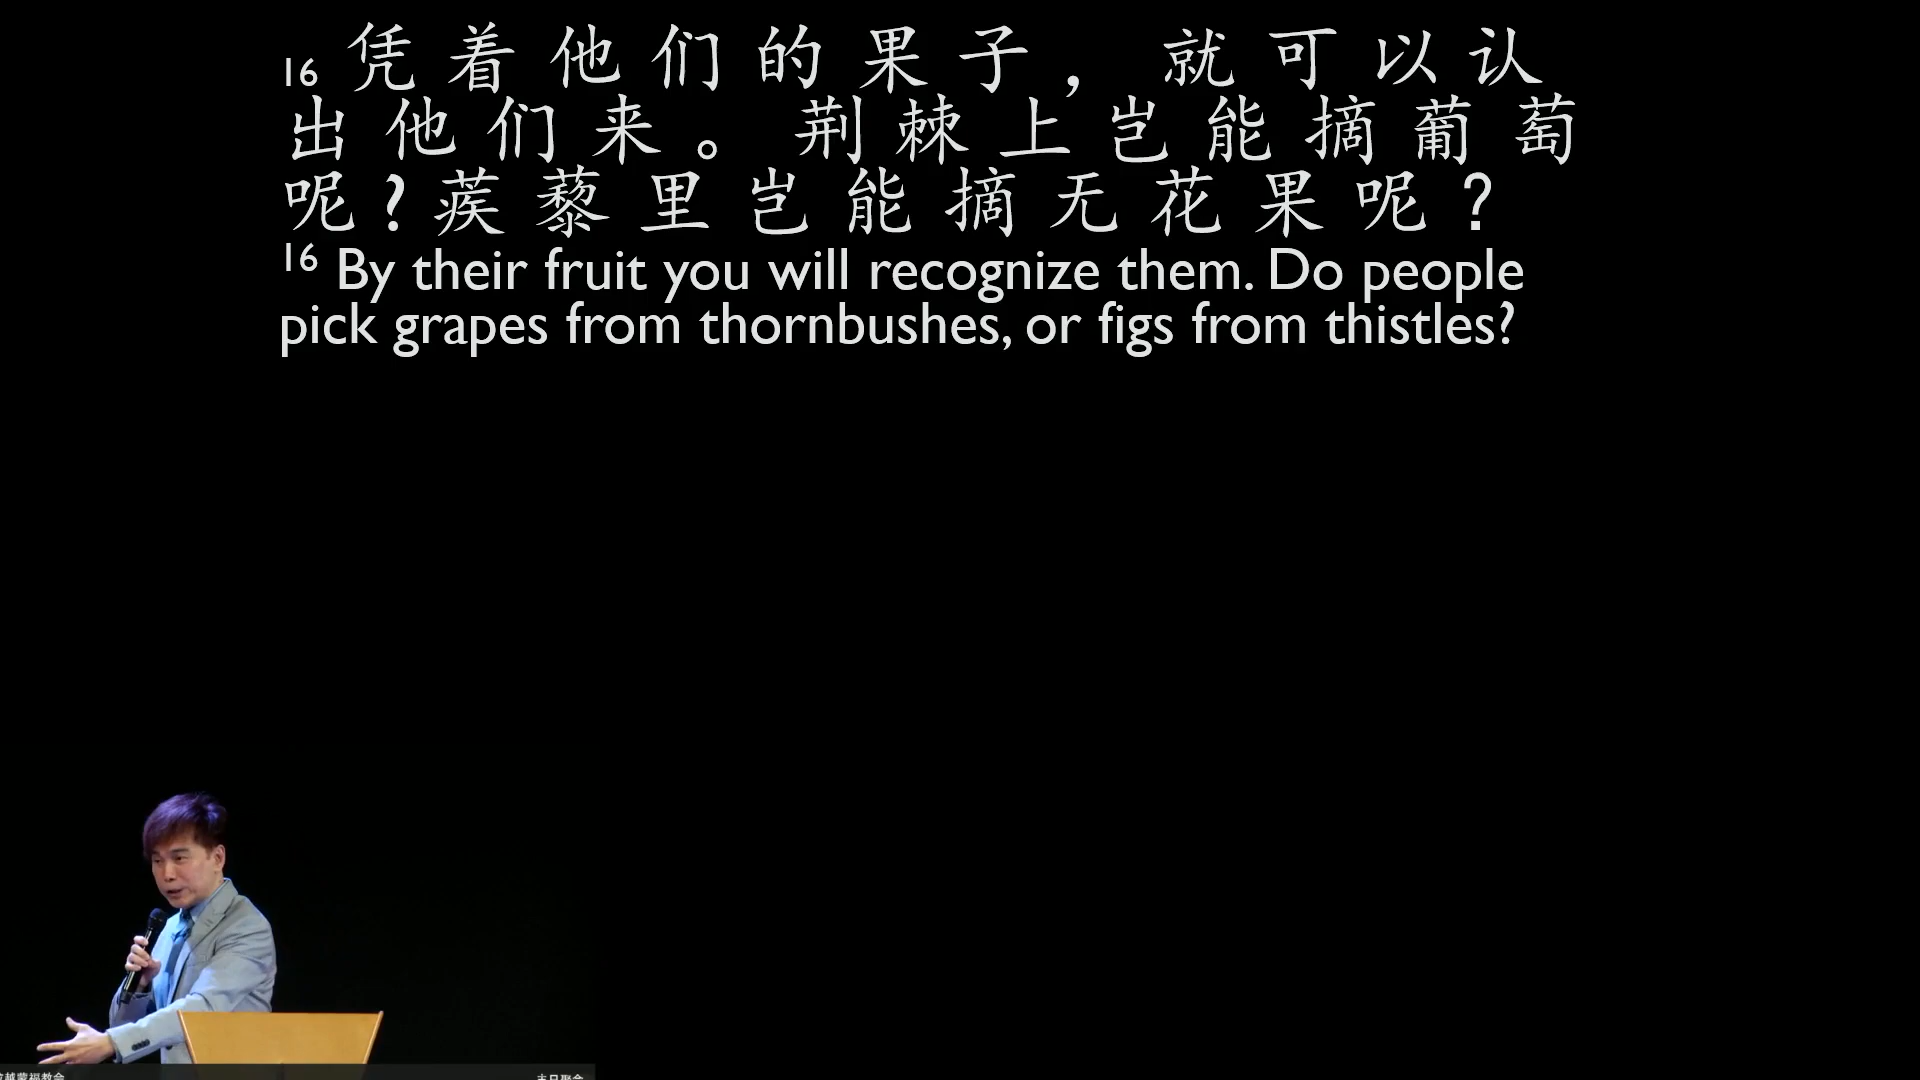 16 凭着他们的果子，就可以认
出他们来。荆棘上岂能摘葡萄
呢？蒺藜里岂能摘无花果呢？
16 By their fruit you will recognize them. Do people
pick grapes from thornbushes, or figs from thistles?